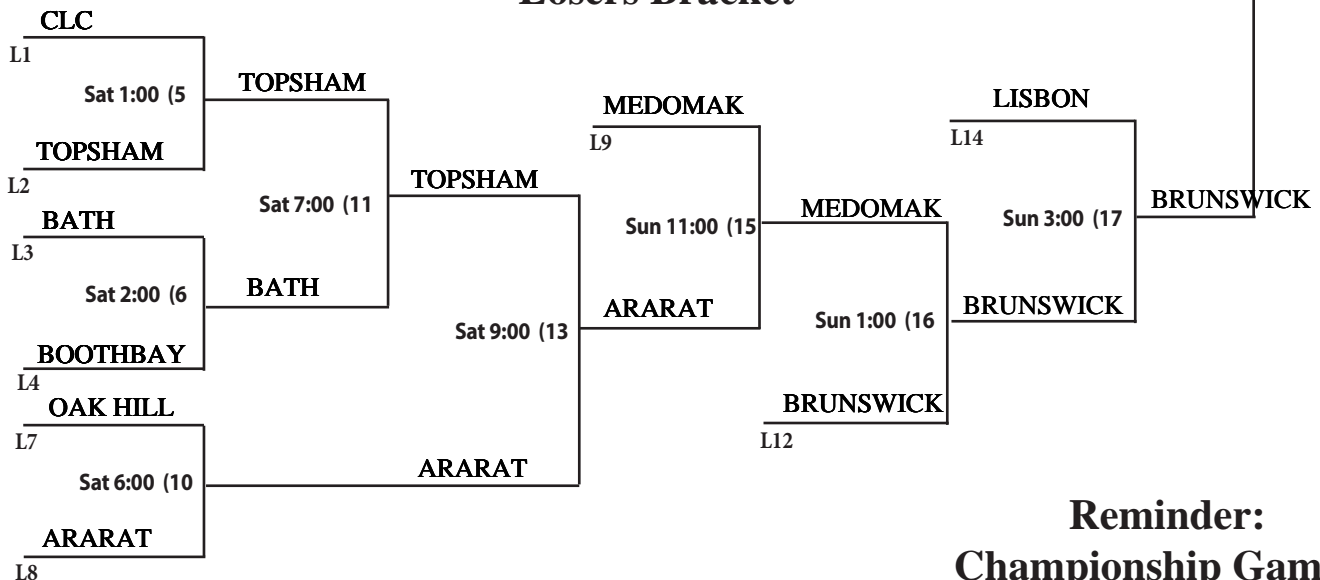 Losers Bracket
CLC
L1
Sat 1:00 (5
TOPSHAM
TOPSHAM
L2
BATH
L3
Sat 2:00 (6
BATH
BOOTHBAY
L4
Sat 7:00 (11
TOPSHAM
OAK HILL
L7
Sat 6:00 (10
ARARAT
ARARAT
L8
Sat 9:00 (13
MEDOMAK
L9
Sun 11:00 (15
ARARAT
MEDOMAK
Sun 1:00 (16
BRUNSWICK
L12
LISBON
L14
Sun 3:00 (17
BRUNSWICK
BRUNSWICK
Reminder:
Championship Gam